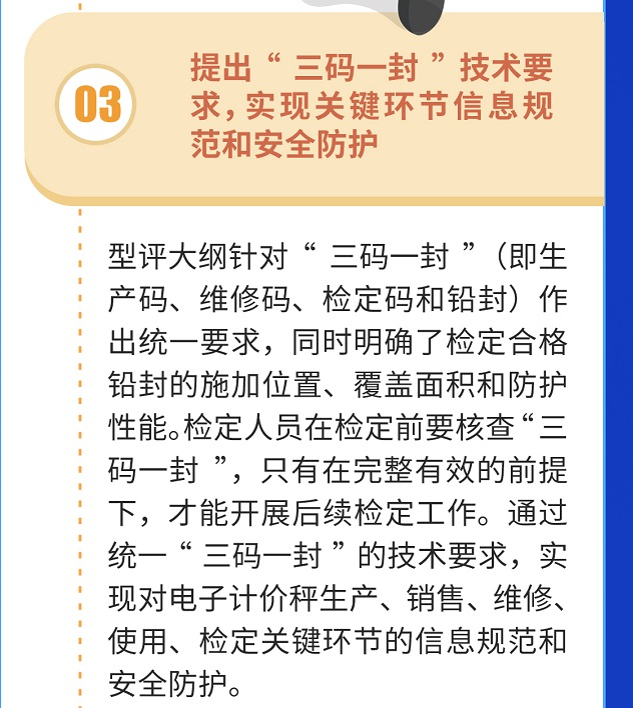 03
提出“三码一封”技术要
求，实现关键环节信息规
范和安全防护
型评大纲针对“三码一封”（即生
产码、维修码、检定码和铅封）作
出统一要求，同时明确了检定合格
铅封的施加位置、覆盖面积和防护
性能。检定人员在检定前要核查“三
码一封”，只有在完整有效的前提
下，才能开展后续检定工作。通过
统一“三码一封”的技术要求，实
现对电子计价秤生产、销售、维修、
使用、检定关键环节的信息规范和
安全防护。